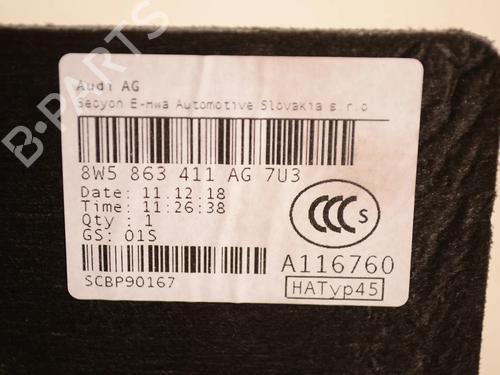 Audi AG
Seoyon E-Hwa Automotive Slovakia s.r.o
8W5 863 411 AG 7U3
Date: 11.12.18
Time: 11:26:38
Qty : 1
GS: 01S
CCC S
A116760
SCBP90167
HATyp45
B-PARTS